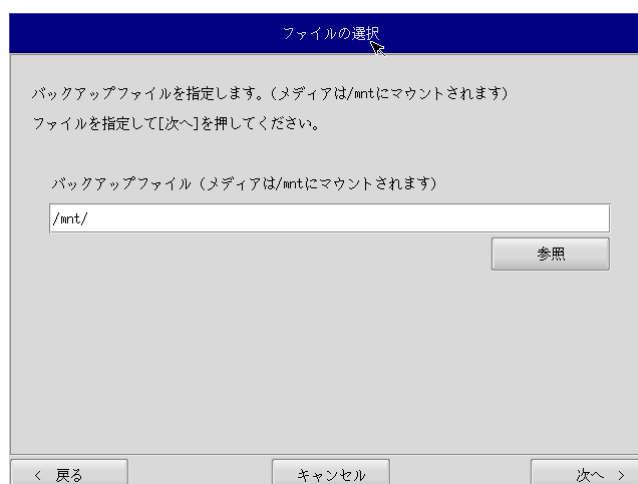 ファイルの選択
バックアップファイルを指定します。(メディアは/mntにマウントされます)
ファイルを指定して[次へ]を押してください。
バックアップファイル（メディアは/mntにマウントされます）
/mnt/
参照
< 戻る
キャンセル
次へ >